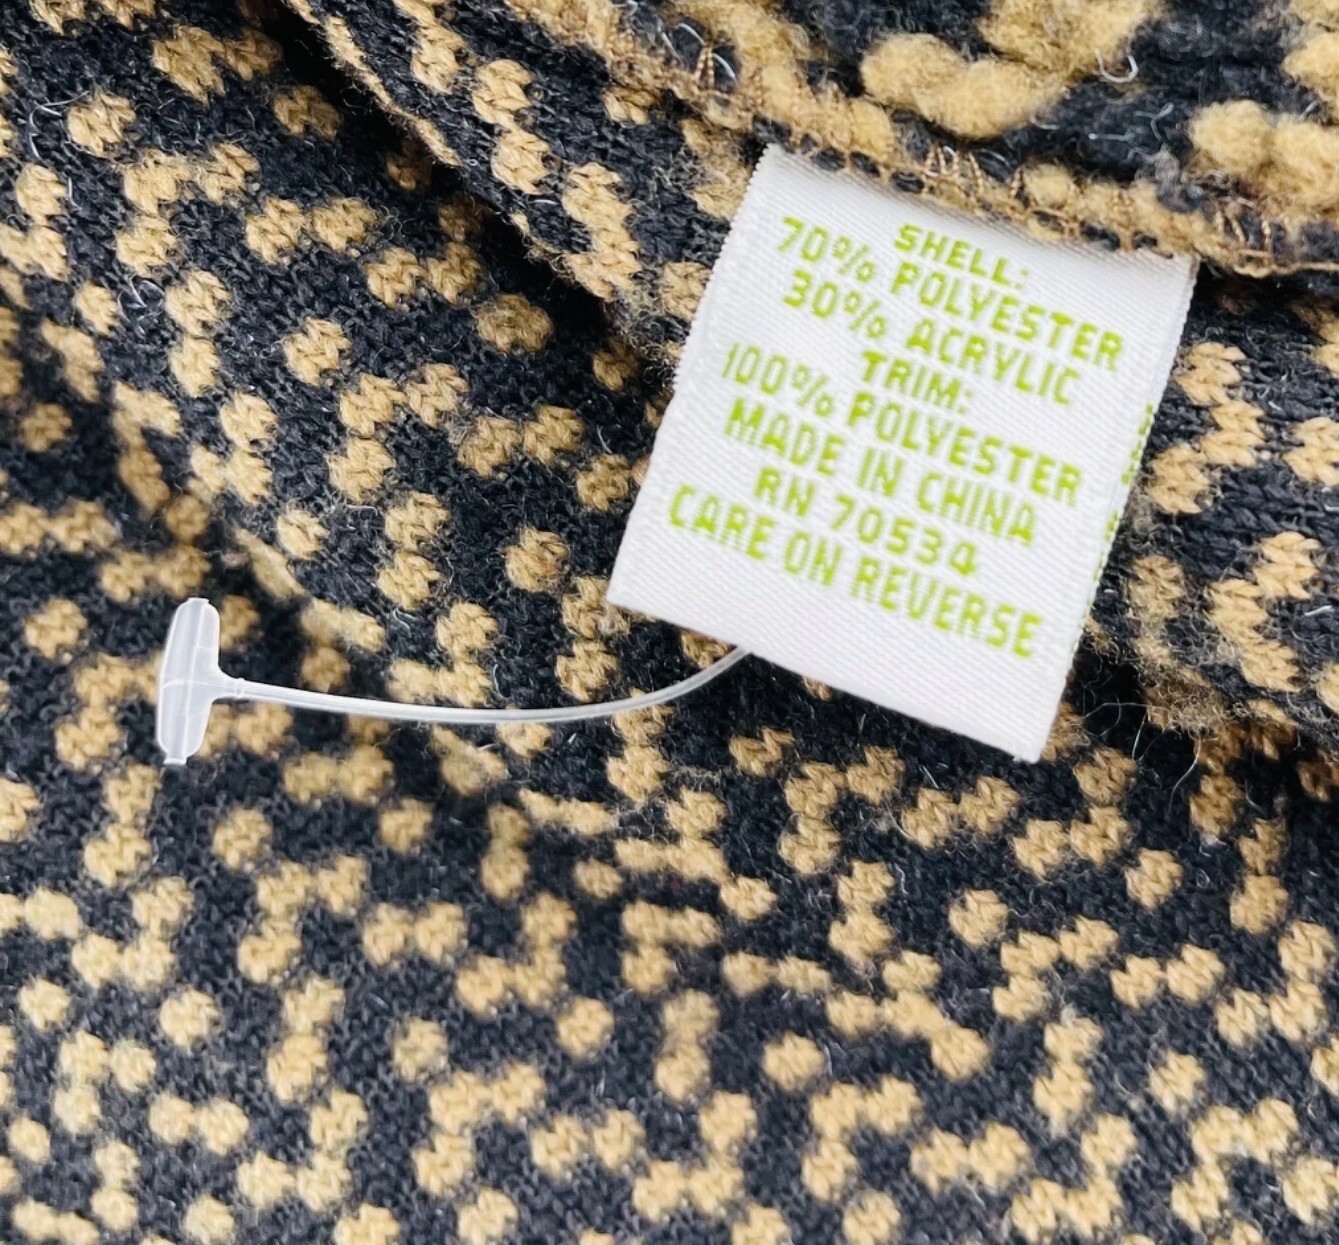 SHELL:
70% POLYESTER
30% ACRYLIC
TRIM:
100% POLYESTER
MADE IN CHINA
RN 70534
CARE ON REVERSE